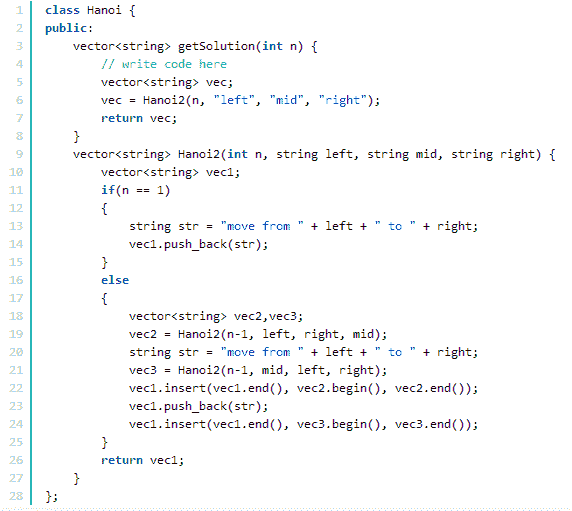 1 class Hanoi {
2 public:
3     vector<string> getSolution(int n) {
4         // write code here
5         vector<string> vec;
6         vec = Hanoi2(n, "left", "mid", "right");
7         return vec;
8     }
9     vector<string> Hanoi2(int n, string left, string mid, string right) {
10         vector<string> vec1;
11         if(n == 1)
12         {
13             string str = "move from " + left + " to " + right;
14             vec1.push_back(str);
15         }
16         else
17         {
18             vector<string> vec2,vec3;
19             vec2 = Hanoi2(n-1, left, right, mid);
20             string str = "move from " + left + " to " + right;
21             vec3 = Hanoi2(n-1, mid, left, right);
22             vec1.insert(vec1.end(), vec2.begin(), vec2.end());
23             vec1.push_back(str);
24             vec1.insert(vec1.end(), vec3.begin(), vec3.end());
25         }
26         return vec1;
27     }
28 };